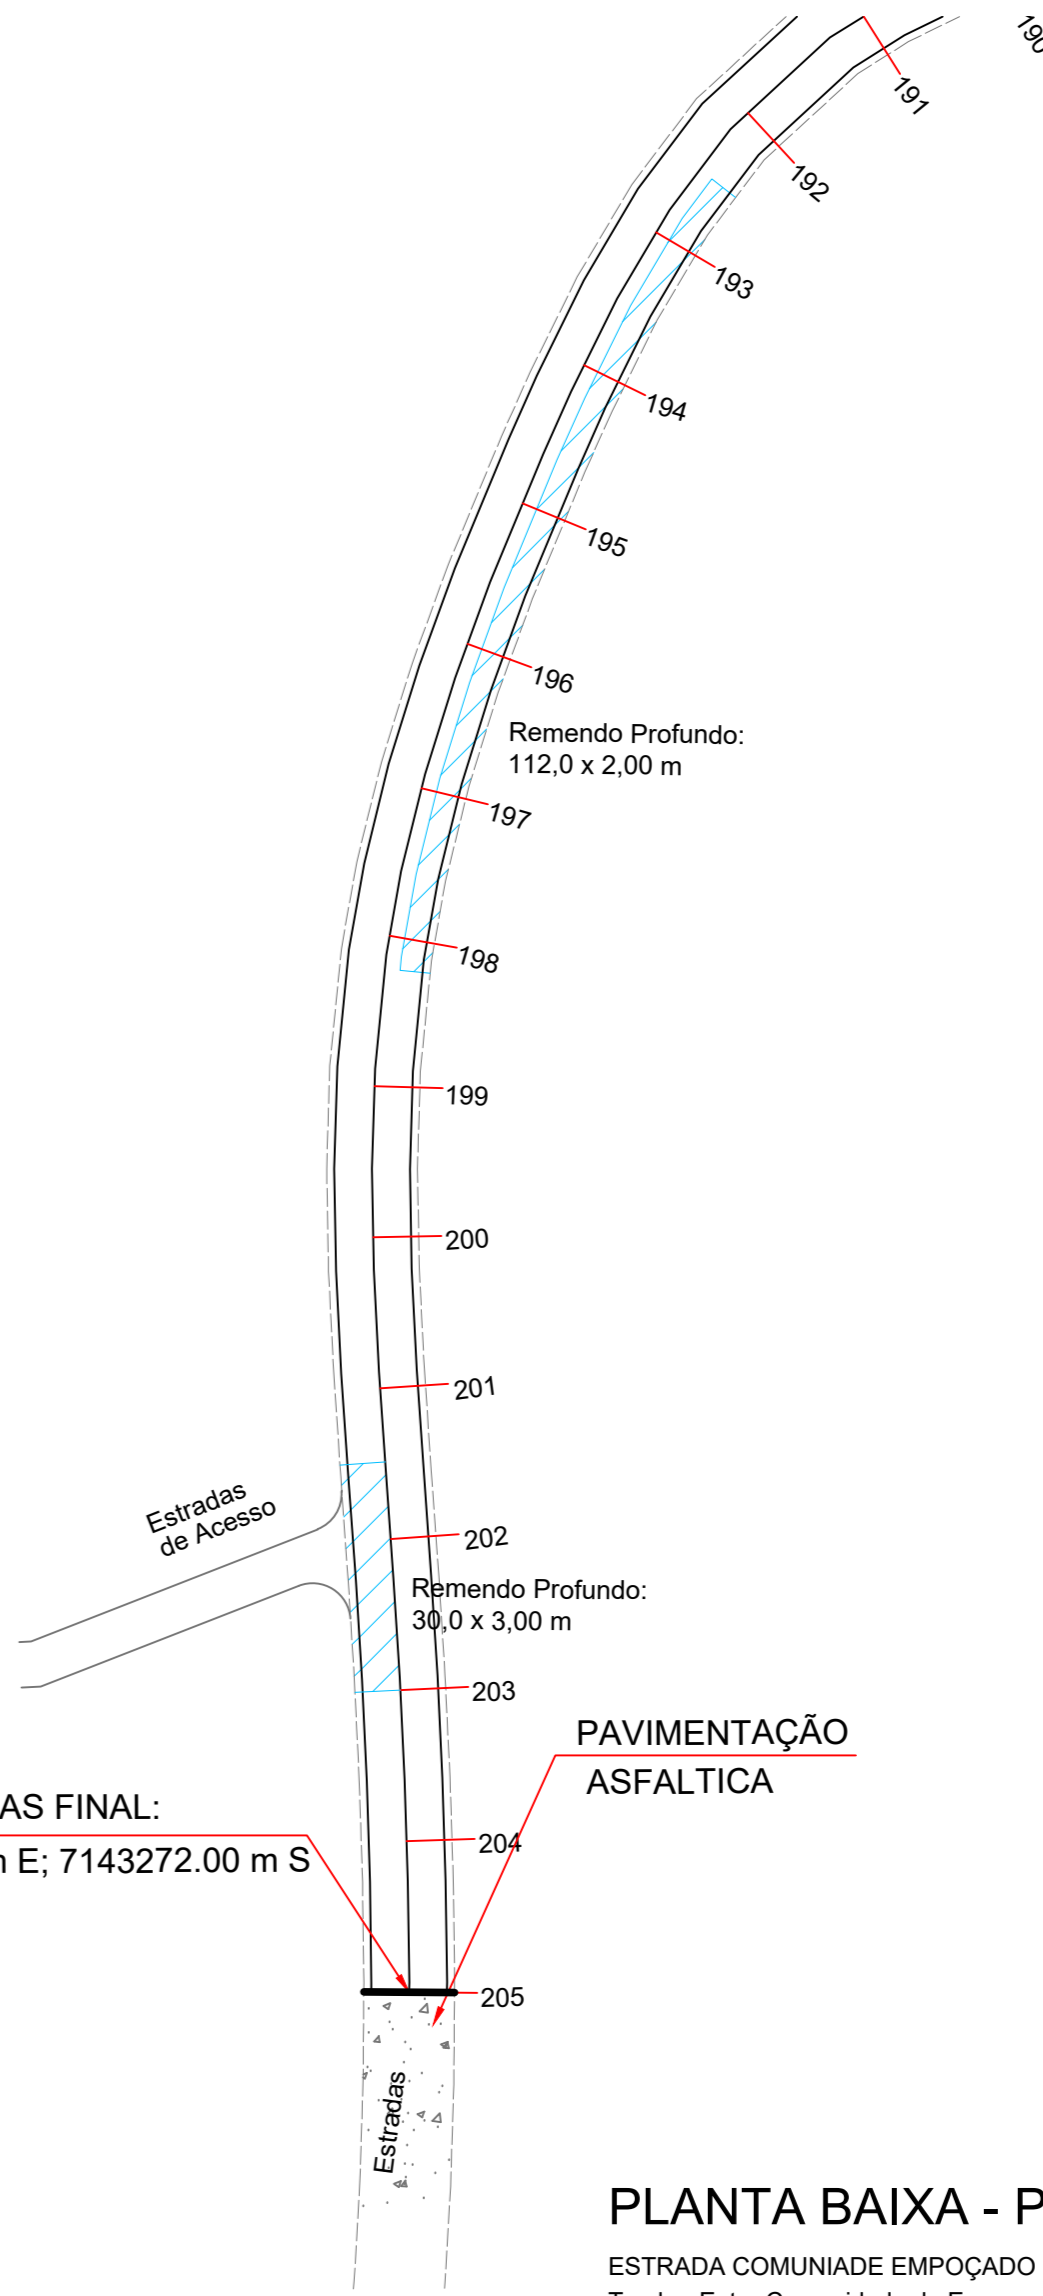 190
191
192
193
194
195
196
Remendo Profundo:
112,0 x 2,00 m
197
198
199
200
201
Estradas
de Acesso
202
Remendo Profundo:
30,0 x 3,00 m
203
PAVIMENTAÇÃO
ASFALTICA
AS FINAL:
204
E; 7143272.00 m S
205
Estradas
PLANTA BAIXA - P
ESTRADA COMUNIADE EMPOÇADO